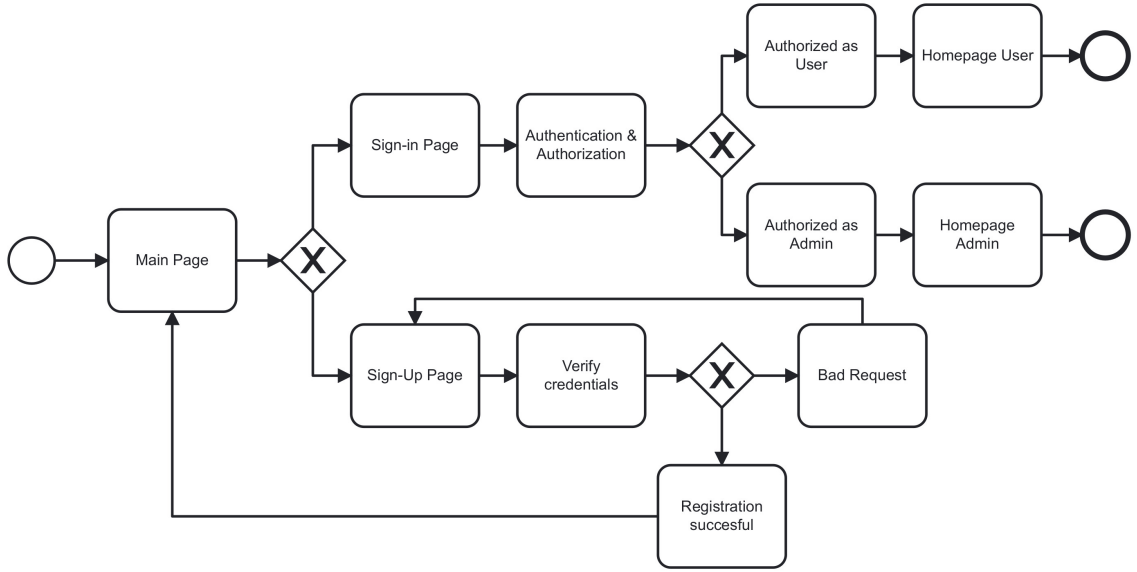 Authorized as
User
Homepage User
Sign-in Page
Authentication &
Authorization
X
Authorized as
Admin
Homepage
Admin
Main Page
X
Sign-Up Page
Verify
credentials
X
Bad Request
Registration
succesful